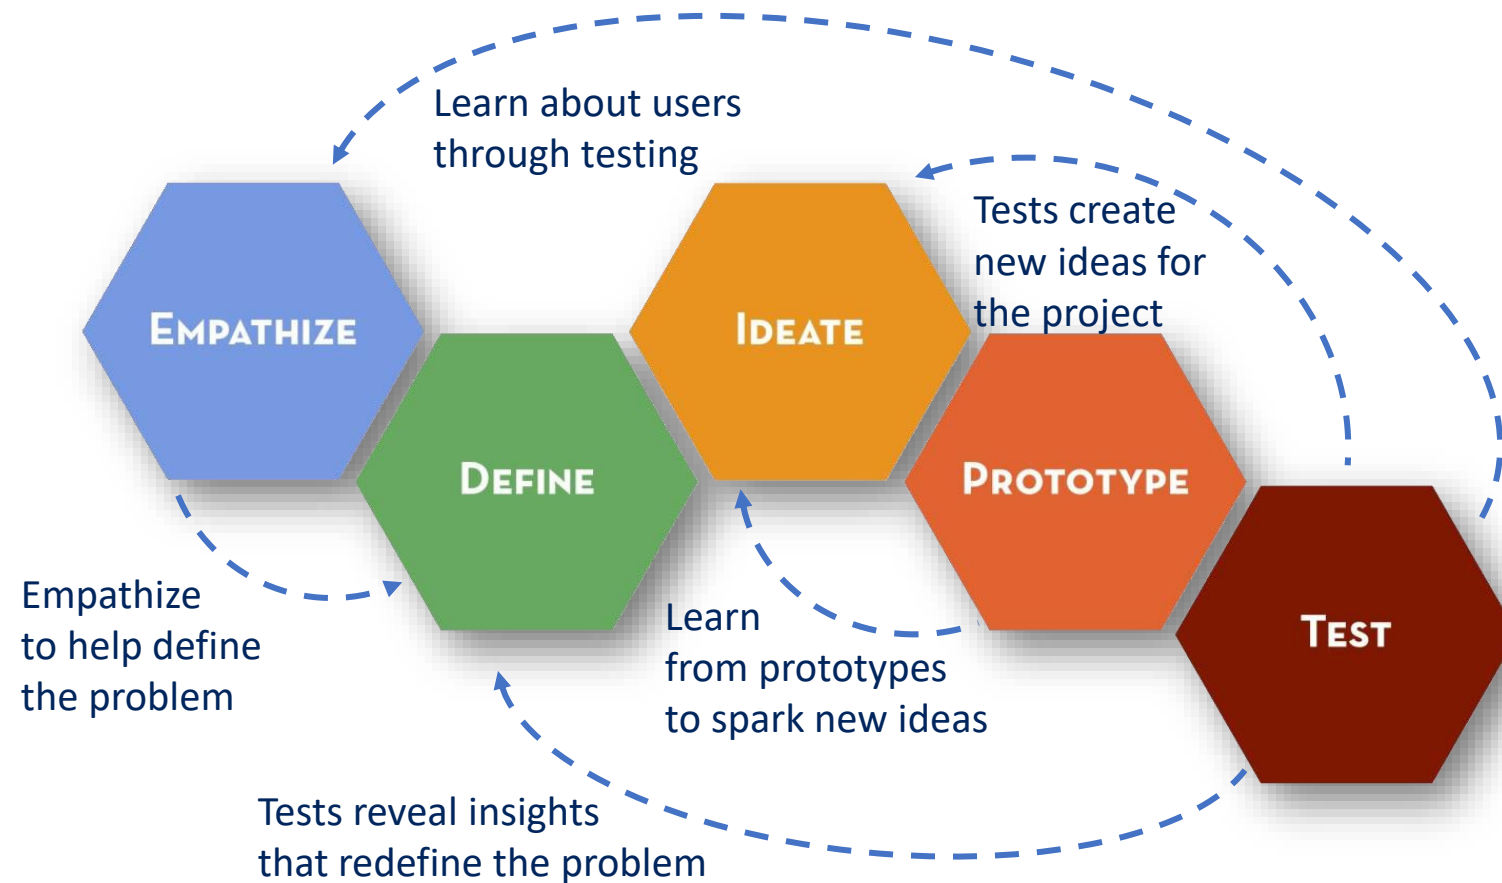 Learn about users
through testing
Tests create
new ideas for
the project
EMPATHIZE
IDEATE
DEFINE
PROTOTYPE
Empathize
to help define
the problem
Learn
from prototypes
to spark new ideas
TEST
Tests reveal insights
that redefine the problem